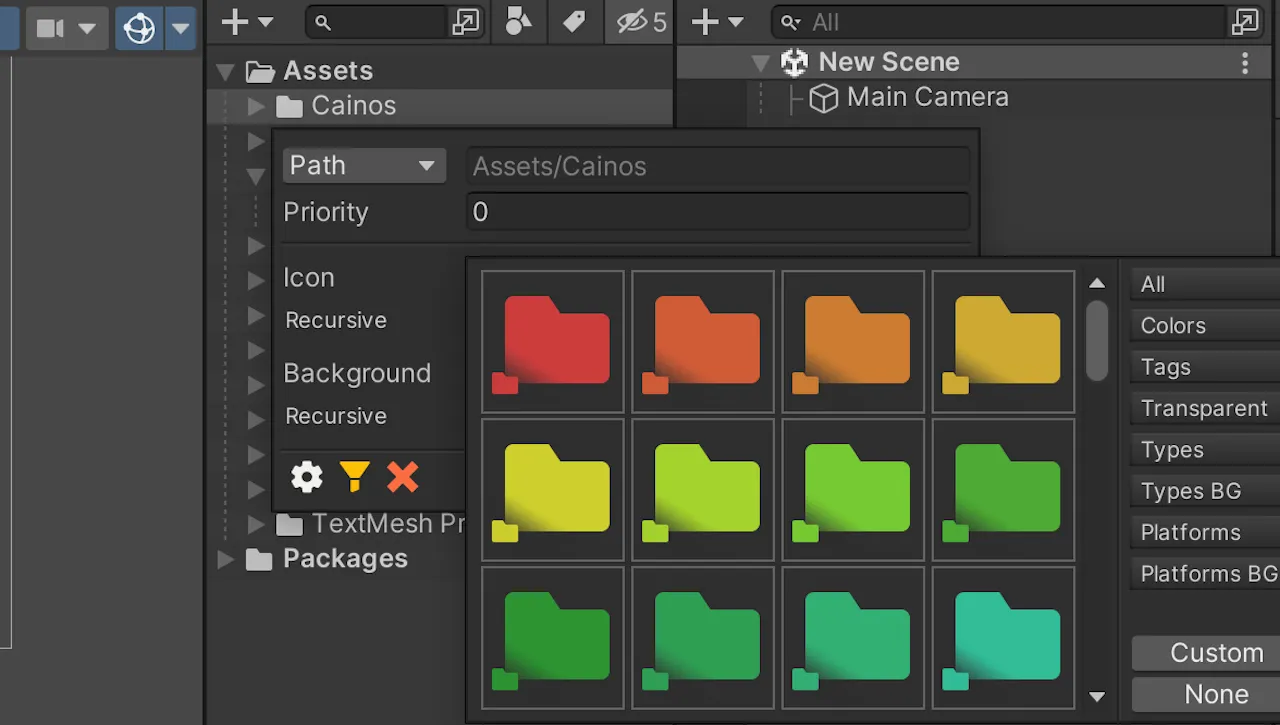 5
All
Assets
New Scene
Cainos
Main Camera
Path
Assets/Cainos
Priority
0
Icon
Recursive
Background
Recursive
TextMesh Pr
Packages
All
Colors
Tags
Transparent
Types
Types BG
Platforms
Platforms BG
Custom
None